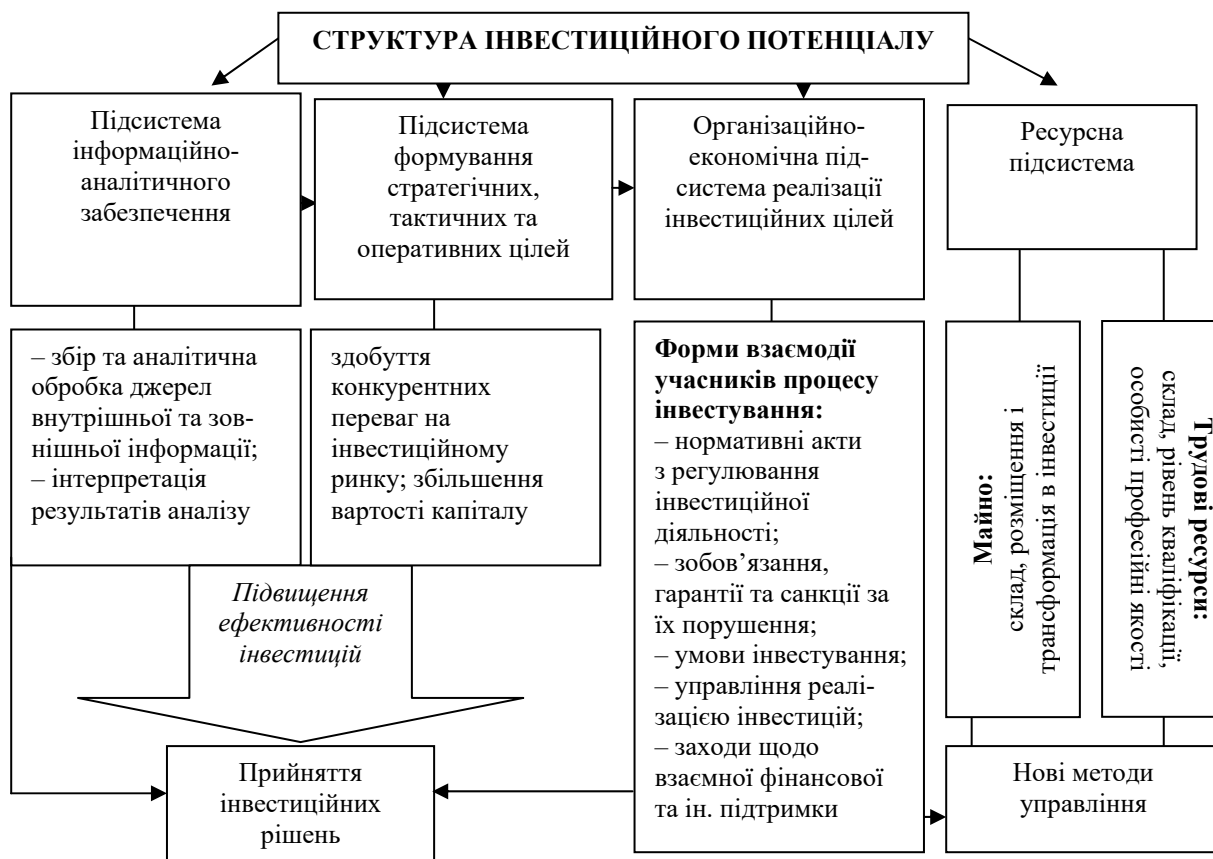 СТРУКТУРА ІНВЕСТИЦІЙНОГО ПОТЕНЦІАЛУ
Підсистема
інформаційно-
аналітичного
забезпечення
Підсистема
формування
стратегічних,
тактичних та
оперативних цілей
Організаційно-
економічна під-
система реалізації
інвестиційних цілей
Ресурсна
підсистема
– збір та аналітична
обробка джерел
внутрішньої та зов-
нішньої інформації;
– інтерпретація
результатів аналізу
здобуття
конкурентних
переваг на
інвестиційному
ринку; збільшення
вартості капіталу
Форми взаємодії
учасників процесу
інвестування:
– нормативні акти
з регулювання
інвестиційної
діяльності;
– зобов’язання,
гарантії та санкції за
їх порушення;
– умови інвестування;
– управління реалі-
зацією інвестицій;
– заходи щодо
взаємної фінансової
та ін. підтримки
Майно:
склад, розміщення і
трансформація в інвестиції
Трудові ресурси:
склад, рівень кваліфікації,
особисті професійні якості
Підвищення
ефективності
інвестицій
Прийняття
інвестиційних
рішень
Нові методи
управління